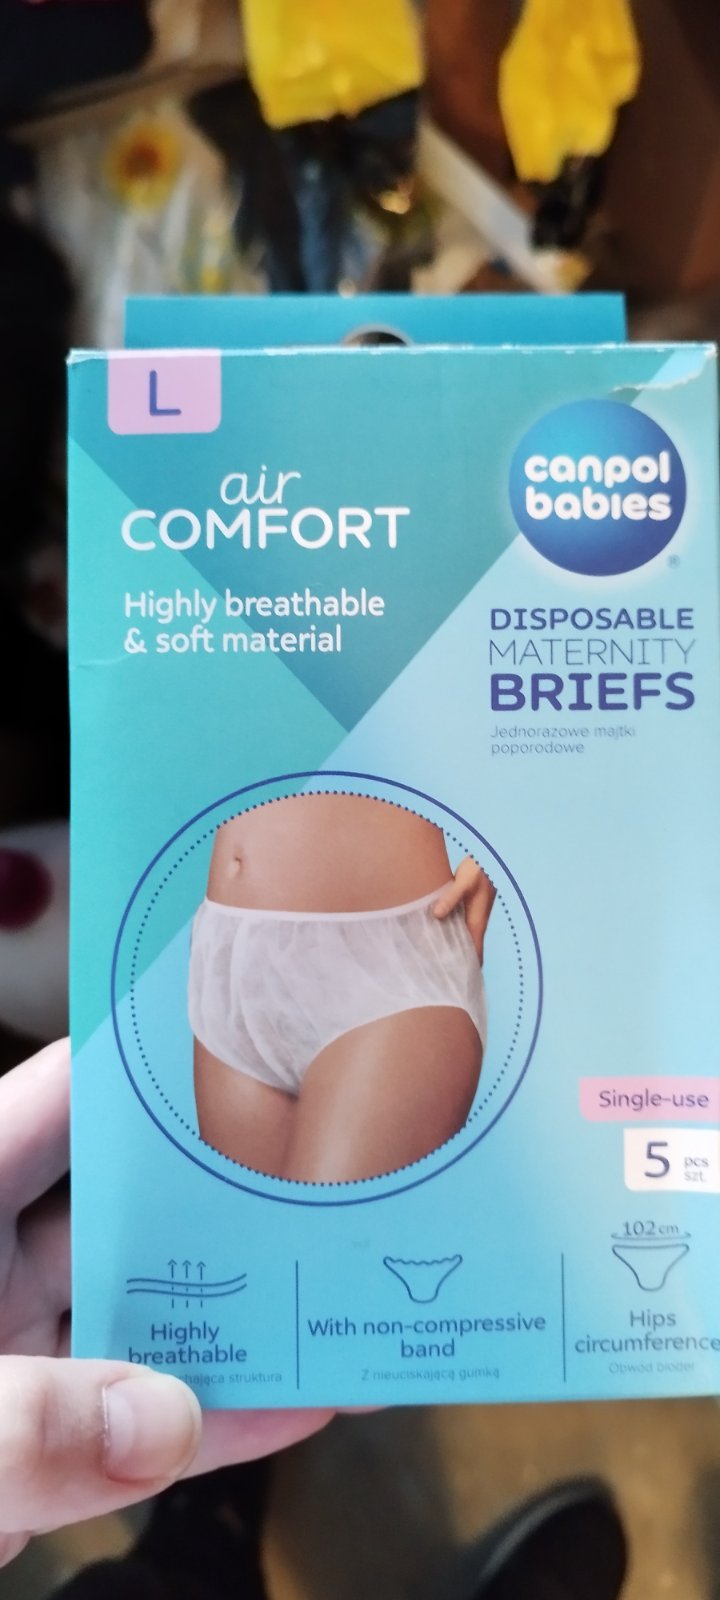 L
air
COMFORT
Highly breathable
& soft material
canpol
babies
®
DISPOSABLE
MATERNITY
BRIEFS
Jednorazowe majtki
poporodowe
Single-use
5 pcs
szt.
102 cm
Highly
breathable
struktura
With non-compressive
band
Z nieuciskającą gumką
Hips
circumference
Obwód bioder